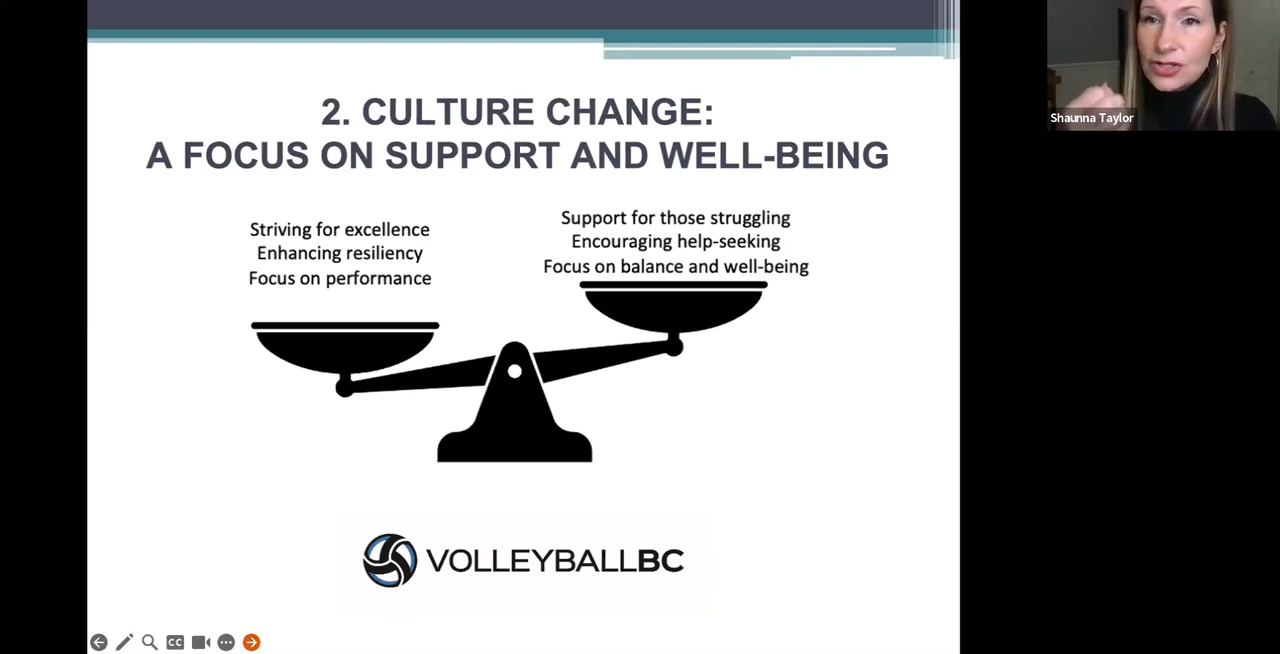 2. CULTURE CHANGE:
A FOCUS ON SUPPORT AND WELL-BEING
Striving for excellence
Enhancing resiliency
Focus on performance
Support for those struggling
Encouraging help-seeking
Focus on balance and well-being
VOLLEYBALLBC
CC
Shaunna Taylor